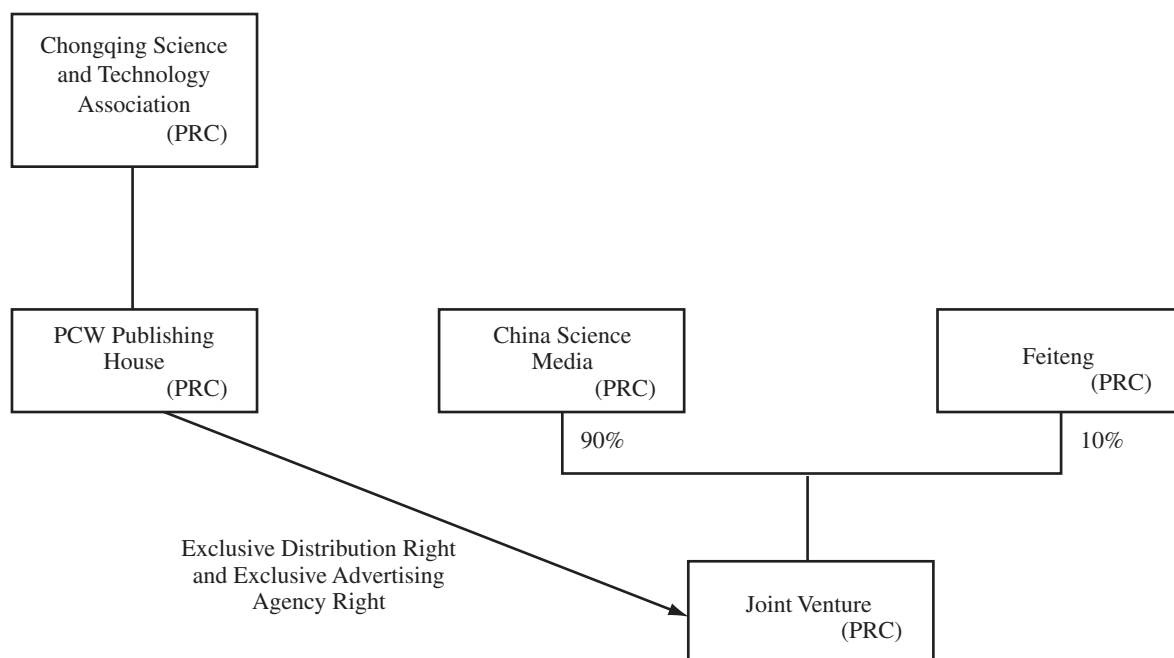 Chongqing Science
and Technology
Association
(PRC)
PCW Publishing
House
(PRC)
China Science
Media
(PRC)
Feiteng
(PRC)
90%
10%
Exclusive Distribution Right
and Exclusive Advertising
Agency Right
Joint Venture
(PRC)